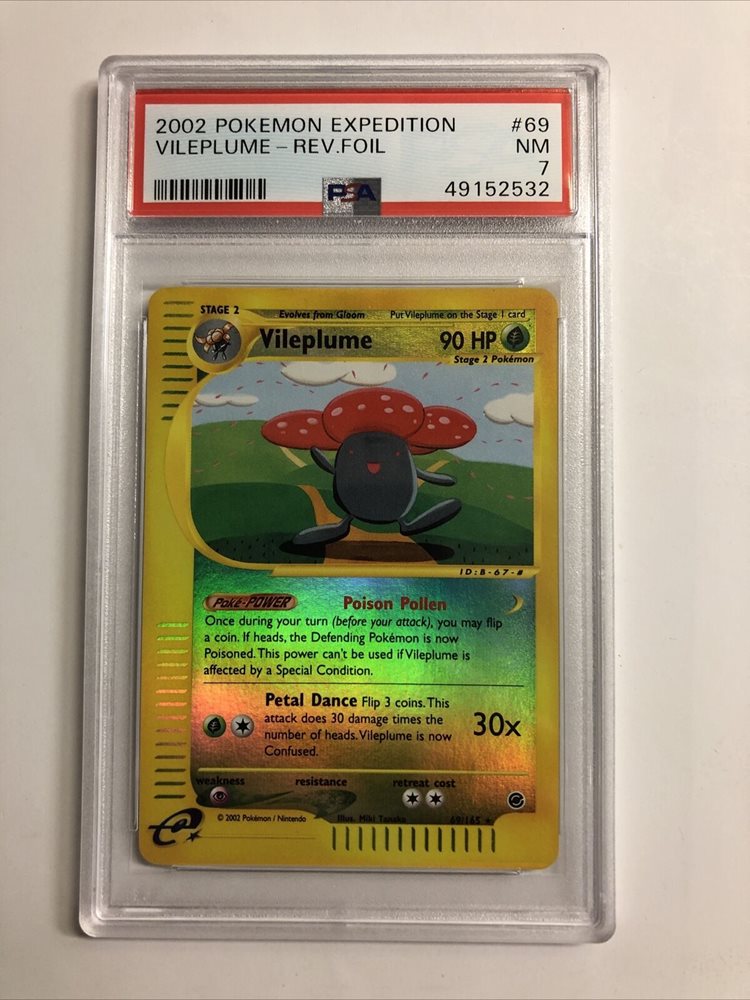 2002 POKEMON EXPEDITION #69
VILEPLUME - REV.FOIL NM
7
PSA 49152532
STAGE 2 Evolves from Gloom Put Vileplume on the Stage 1 card
Vileplume 90 HP
Stage 2 Pokémon
ID:B-67-#
Poké-POWER Poison Pollen
Once during your turn (before your attack), you may flip
a coin. If heads, the Defending Pokémon is now
Poisoned. This power can't be used if Vileplume is
affected by a Special Condition.
Petal Dance Flip 3 coins. This
attack does 30 damage times the 30x
number of heads. Vileplume is now
Confused.
weakness resistance retreat cost
© 2002 Pokémon / Nintendo Illus. Miki Tanaka 69/165 ★
e